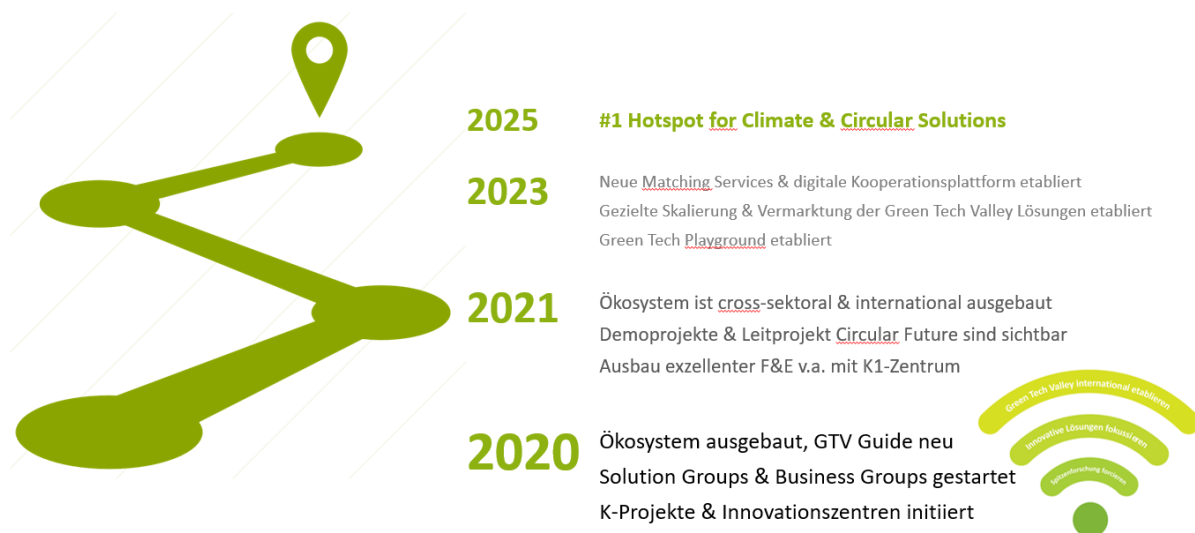 2025
#1 Hotspot for Climate & Circular Solutions
2023
Neue Matching Services & digitale Kooperationsplattform etabliert
Gezielte Skalierung & Vermarktung der Green Tech Valley Lösungen etabliert
Green Tech Playground etabliert
2021
Ökosystem ist cross-sektoral & international ausgebaut
Demoprojekte & Leitprojekt Circular Future sind sichtbar
Ausbau exzellenter F&E v.a. mit K1-Zentrum
2020
Ökosystem ausgebaut, GTV Guide neu
Solution Groups & Business Groups gestartet
K-Projekte & Innovationszentren initiiert
Green Tech Valley international etablieren
Innovative Lösungen fokussieren
Spitzenforschung forcieren